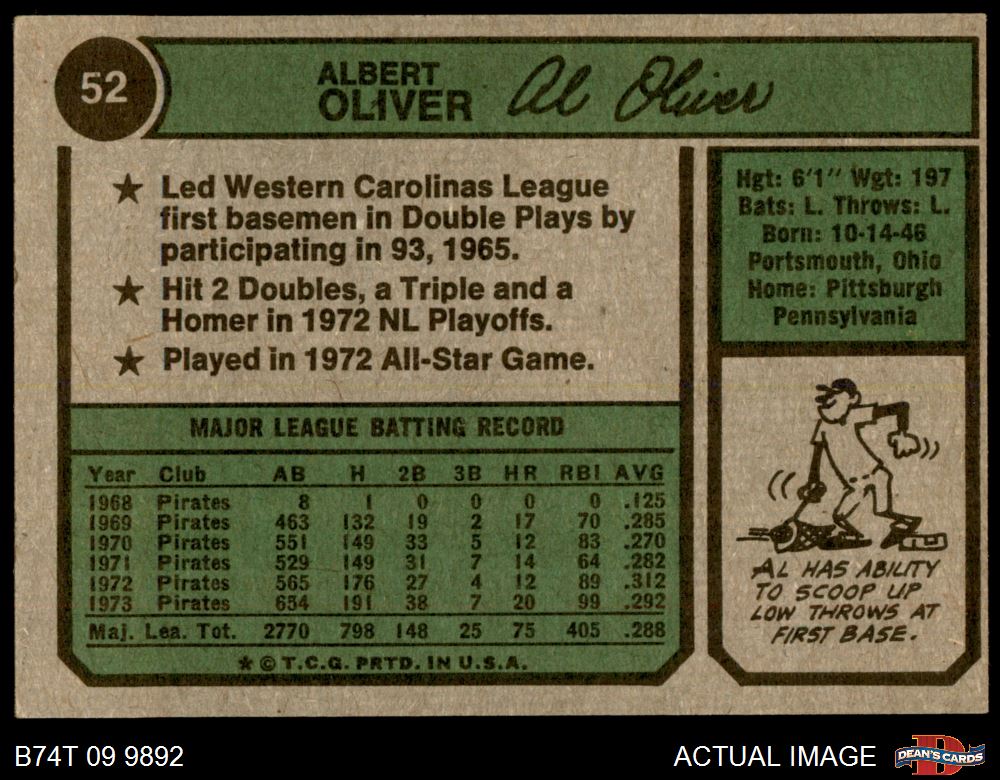 52
ALBERT
OLIVER
Al Oliver
★ Led Western Carolinas League
first basemen in Double Plays by
participating in 93, 1965.
★ Hit 2 Doubles, a Triple and a
Homer in 1972 NL Playoffs.
★ Played in 1972 All-Star Game.
Hgt: 6'1" Wgt: 197
Bats: L. Throws: L.
Born: 10-14-46
Portsmouth, Ohio
Home: Pittsburgh
Pennsylvania
MAJOR LEAGUE BATTING RECORD
Year Club AB H 2B 3B HR RBI AVG
1968 Pirates 8 1 0 0 0 0 .125
1969 Pirates 463 132 19 2 17 70 .285
1970 Pirates 551 149 33 5 12 83 .270
1971 Pirates 529 149 31 7 14 64 .282
1972 Pirates 565 176 27 4 12 89 .312
1973 Pirates 654 191 38 7 20 99 .292
Maj. Lea. Tot. 2770 798 148 25 75 405 .288
★ © T.C.G. PRTD. IN U.S.A.
AL HAS ABILITY
TO SCOOP UP
LOW THROWS AT
FIRST BASE.
B74T 09 9892
ACTUAL IMAGE
D
DEAN'S CARDS